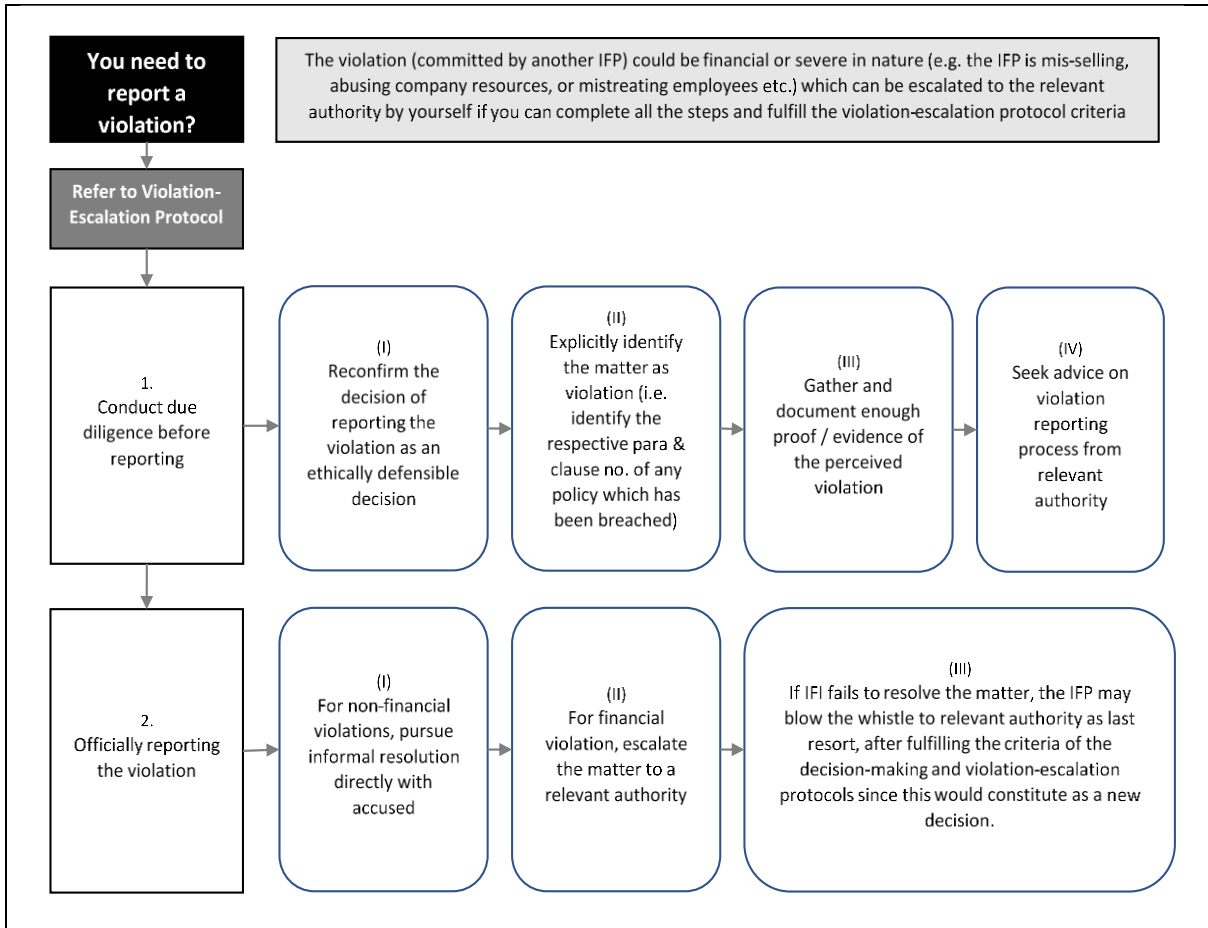 You need to
report a
violation?
The violation (committed by another IFP) could be financial or severe in nature (e.g. the IFP is mis-selling,
abusing company resources, or mistreating employees etc.) which can be escalated to the relevant
authority by yourself if you can complete all the steps and fulfill the violation-escalation protocol criteria
Refer to Violation-
Escalation Protocol
1.
Conduct due
diligence before
reporting
(I)
Reconfirm the
decision of
reporting the
violation as an
ethically defensible
decision
(II)
Explicitly identify
the matter as
violation (i.e.
identify the
respective para &
clause no. of any
policy which has
been breached)
(III)
Gather and
document enough
proof / evidence of
the perceived
violation
(IV)
Seek advice on
violation
reporting
process from
relevant
authority
2.
Officially reporting
the violation
(I)
For non-financial
violations, pursue
informal resolution
directly with
accused
(II)
For financial
violation, escalate
the matter to a
relevant authority
(III)
If IFI fails to resolve the matter, the IFP may
blow the whistle to relevant authority as last
resort, after fulfilling the criteria of the
decision-making and violation-escalation
protocols since this would constitute as a new
decision.